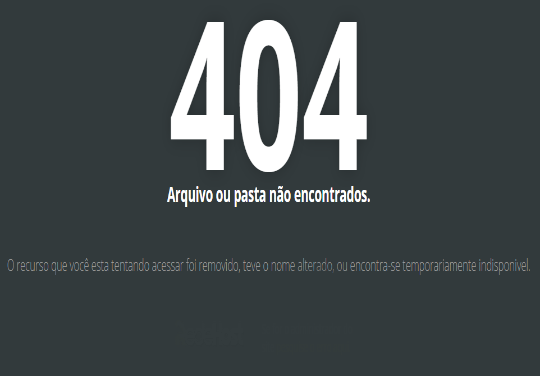 404
Arquivo ou pasta não encontrados.
O recurso que você esta tentando acessar foi removido, teve o nome alterado, ou encontra-se temporariamente indisponivel.